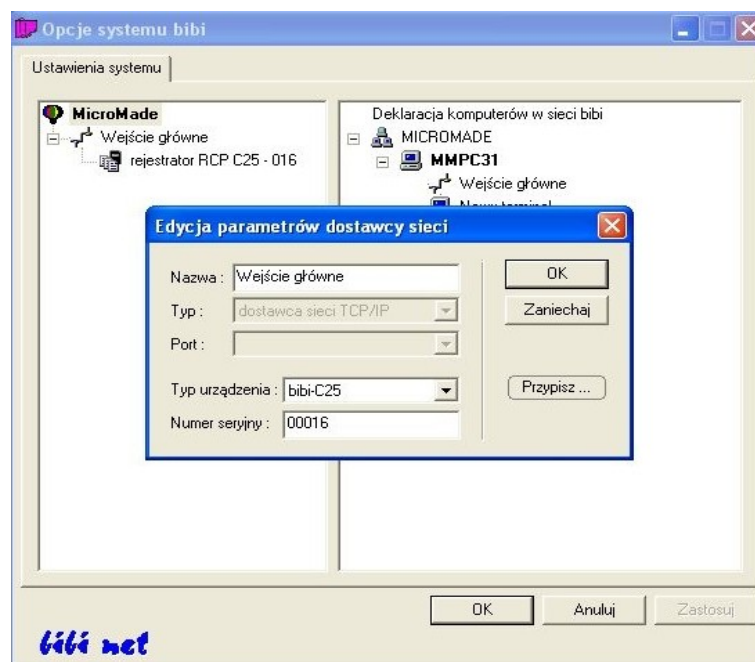 Opcje systemu bibi
Ustawienia systemu
MicroMade
Wejście główne
rejestrator RCP C25 - 016
Deklaracja komputerów w sieci bibi
MICROMADE
MMPC31
Wejście główne
Nowy terminal
Edycja parametrów dostawcy sieci
Nazwa : Wejście główne
Typ : dostawca sieci TCP/IP
Port :
Typ urządzenia : bibi-C25
Numer seryjny : 00016
OK
Zaniechaj
Przypisz ...
OK Anuluj Zastosuj
bibi net